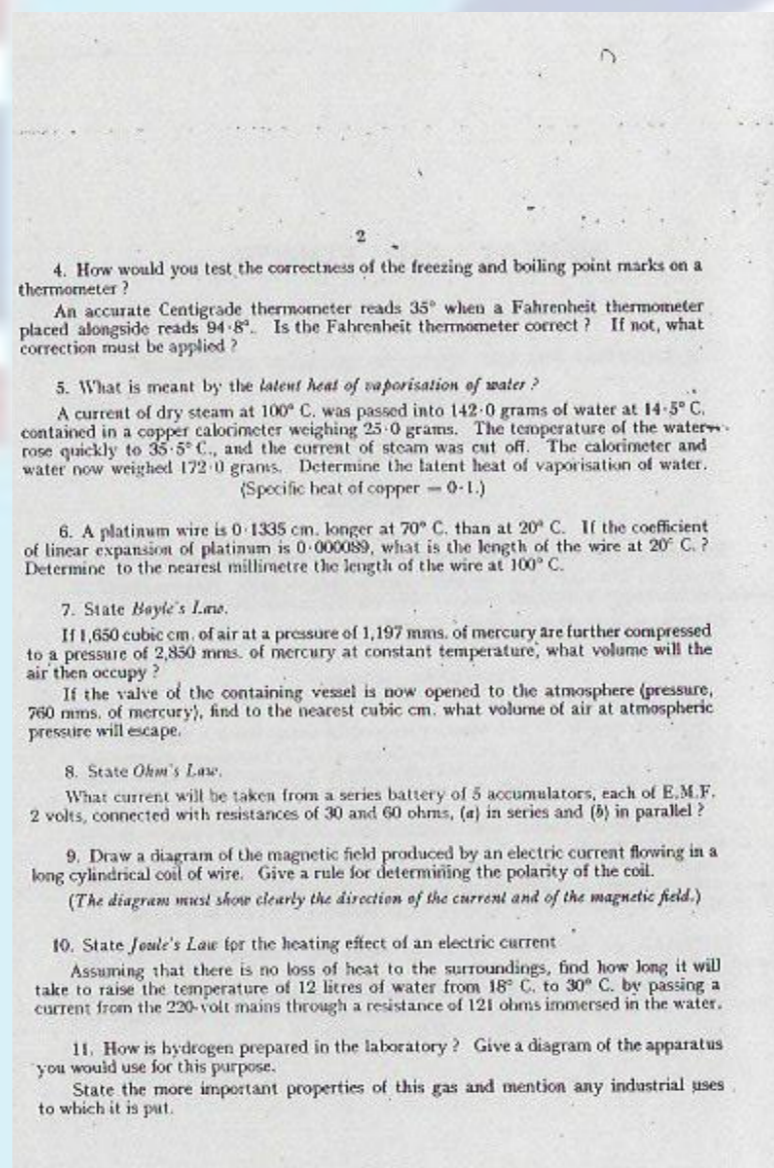 2
4. How would you test the correctness of the freezing and boiling point marks on a
thermometer ?
An accurate Centigrade thermometer reads 35° when a Fahrenheit thermometer
placed alongside reads 94·8°. Is the Fahrenheit thermometer correct ? If not, what
correction must be applied ?
5. What is meant by the latent heat of vaporisation of water ?
A current of dry steam at 100° C. was passed into 142·0 grams of water at 14·5° C.
contained in a copper calorimeter weighing 25·0 grams. The temperature of the water
rose quickly to 35·5° C., and the current of steam was cut off. The calorimeter and
water now weighed 172·0 grams. Determine the latent heat of vaporisation of water.
(Specific heat of copper = 0·1.)
6. A platinum wire is 0·1335 cm. longer at 70° C. than at 20° C. If the coefficient
of linear expansion of platinum is 0·000089, what is the length of the wire at 20° C. ?
Determine to the nearest millimetre the length of the wire at 100° C.
7. State Boyle's Law.
If 1,650 cubic cm. of air at a pressure of 1,197 mms. of mercury are further compressed
to a pressure of 2,850 mms. of mercury at constant temperature, what volume will the
air then occupy ?
If the valve of the containing vessel is now opened to the atmosphere (pressure,
760 mms. of mercury), find to the nearest cubic cm. what volume of air at atmospheric
pressure will escape.
8. State Ohm's Law.
What current will be taken from a series battery of 5 accumulators, each of E.M.F.
2 volts, connected with resistances of 30 and 60 ohms, (a) in series and (b) in parallel ?
9. Draw a diagram of the magnetic field produced by an electric current flowing in a
long cylindrical coil of wire. Give a rule for determining the polarity of the coil.
(The diagram must show clearly the direction of the current and of the magnetic field.)
10. State Joule's Law for the heating effect of an electric current
Assuming that there is no loss of heat to the surroundings, find how long it will
take to raise the temperature of 12 litres of water from 18° C. to 30° C. by passing a
current from the 220-volt mains through a resistance of 121 ohms immersed in the water.
11. How is hydrogen prepared in the laboratory ? Give a diagram of the apparatus
you would use for this purpose.
State the more important properties of this gas and mention any industrial uses
to which it is put.